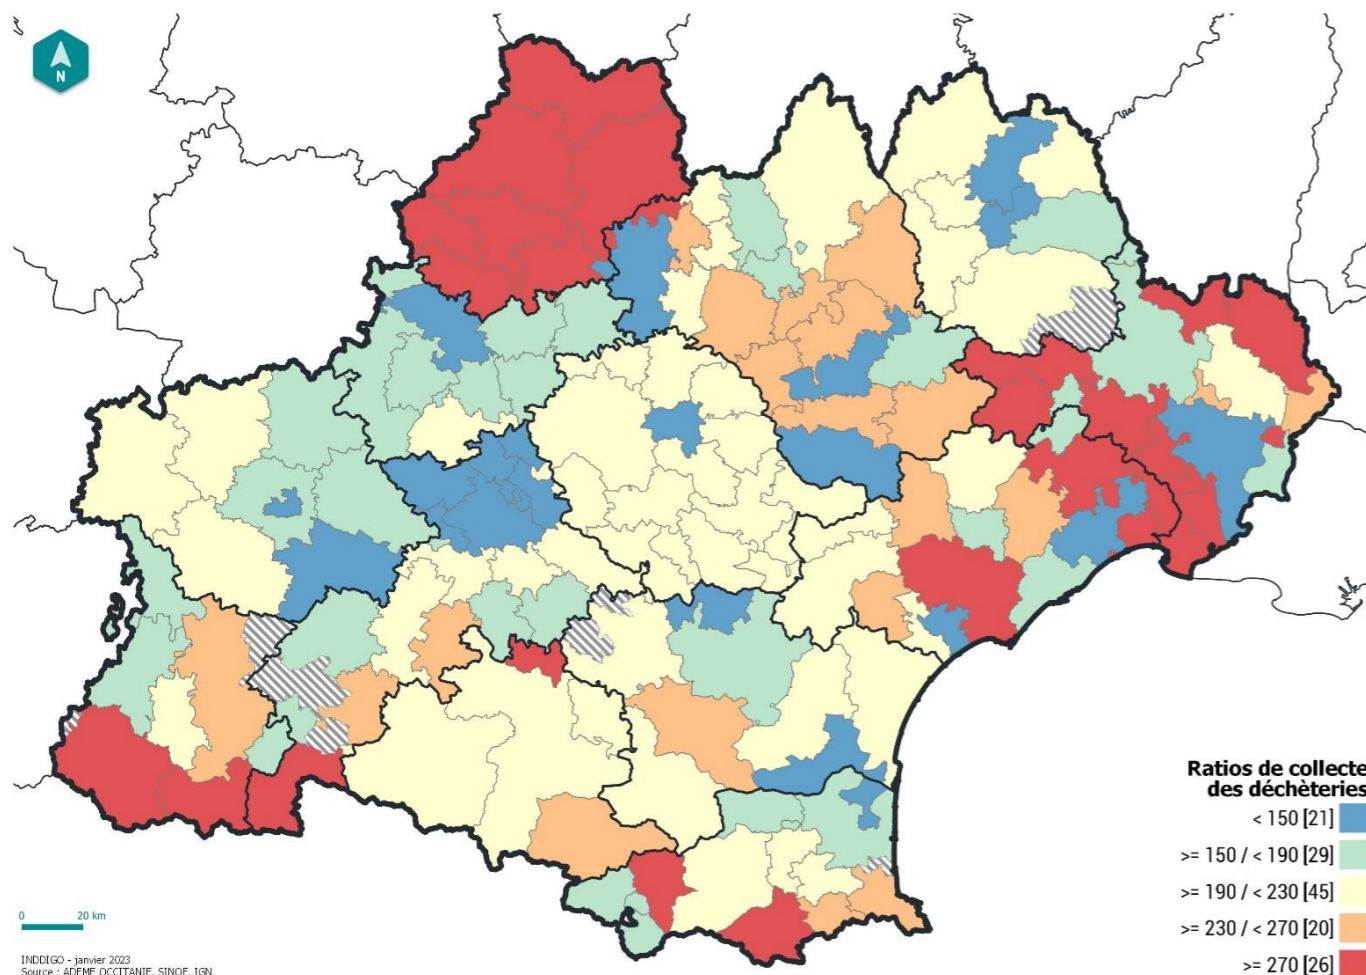 N
Ratios de collecte
des déchèteries
< 150 [21]
>= 150 / < 190 [29]
>= 190 / < 230 [45]
>= 230 / < 270 [20]
>= 270 [26]
0 20 km
INDDIGO - janvier 2023
Source : ADEME OCCITANIE, SINOE, IGN